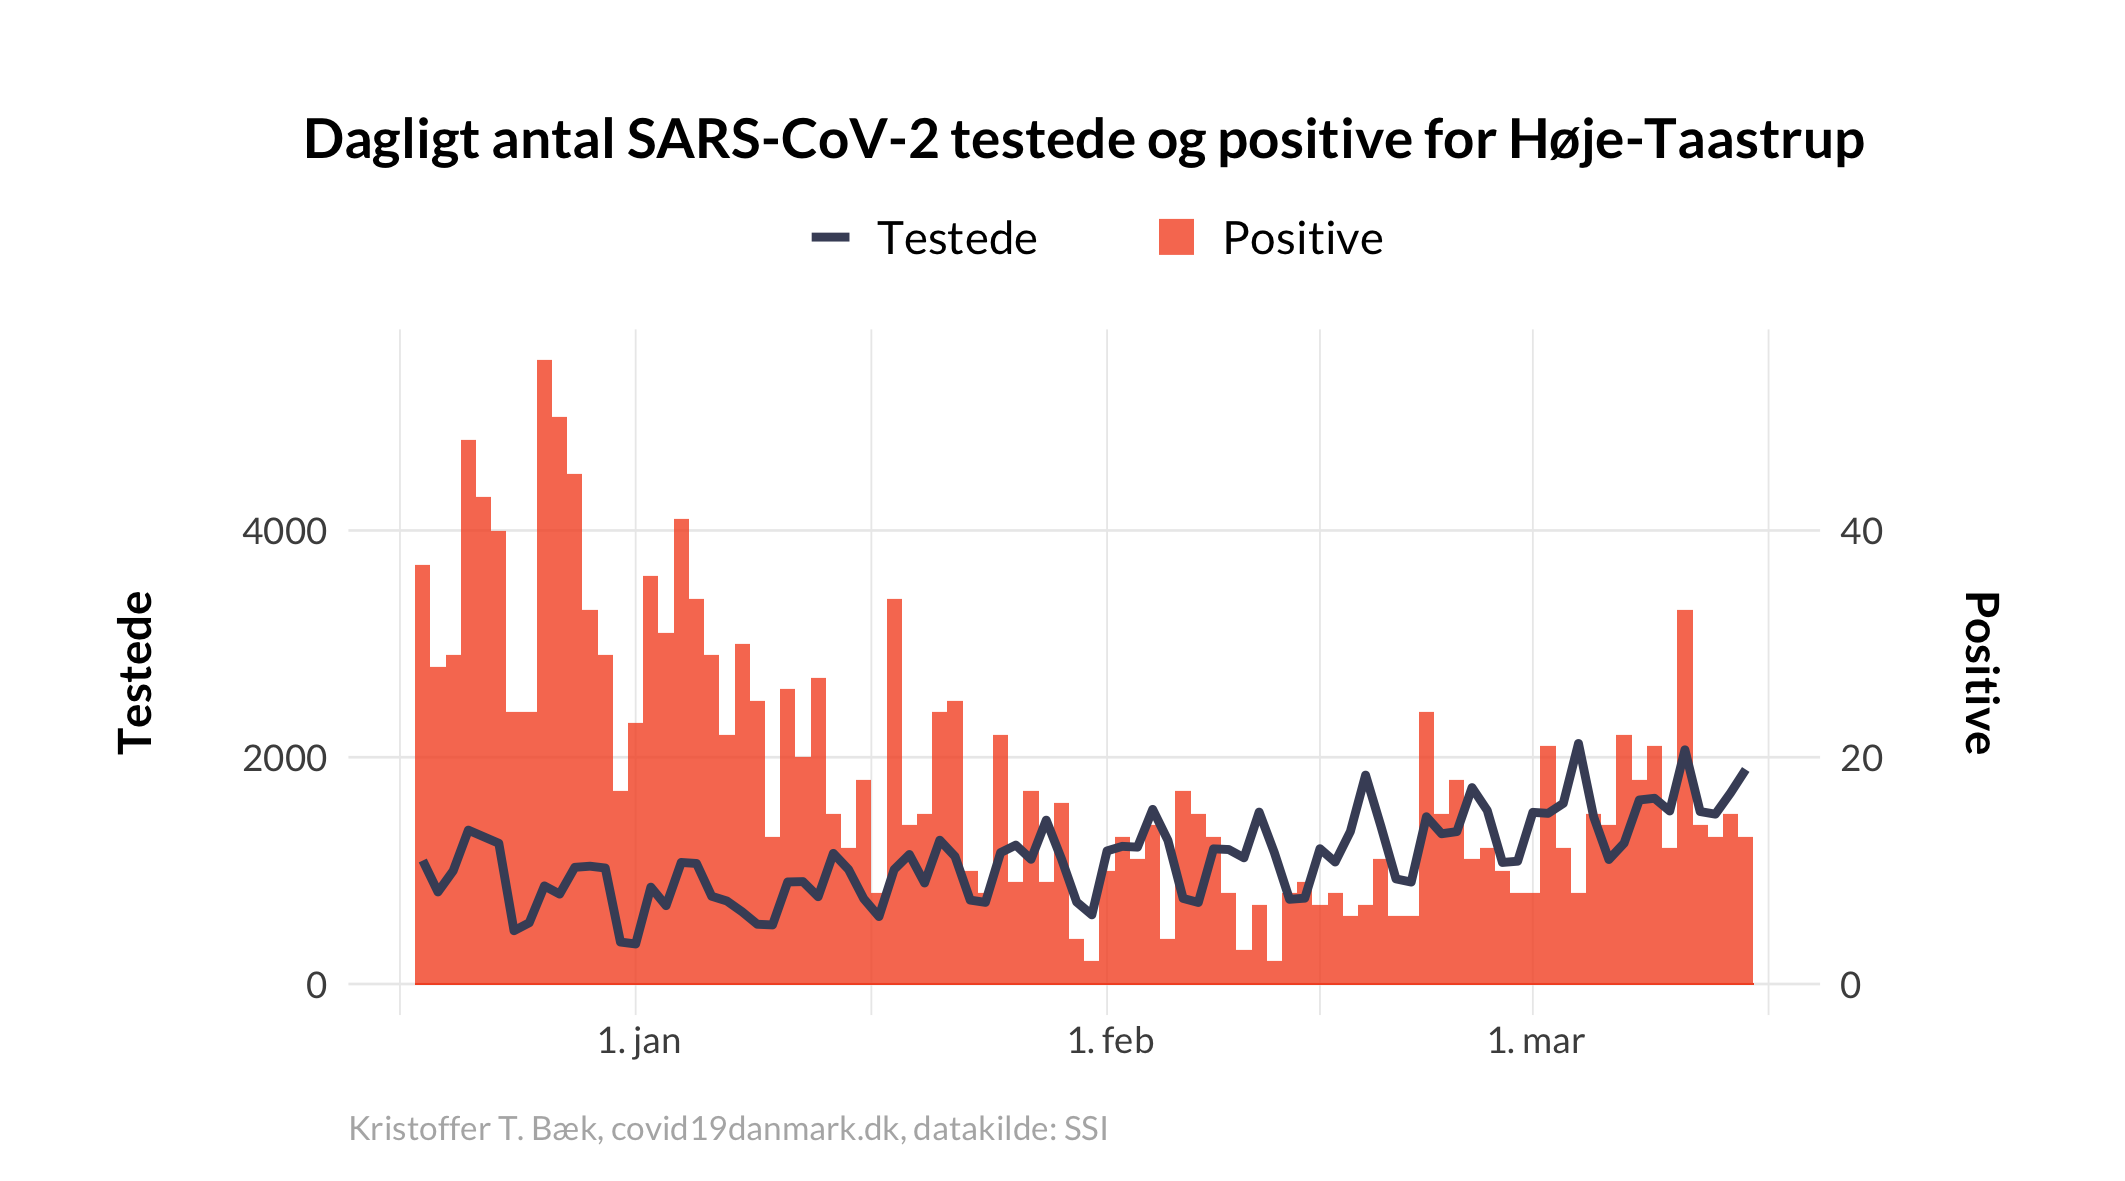 Dagligt antal SARS-CoV-2 testede og positive for Høje-Taastrup
Testede
Positive
4000
2000
0
Testede
40
20
0
Positive
1. jan
1. feb
1. mar
Kristoffer T. Bæk, covid19danmark.dk, datakilde: SSI